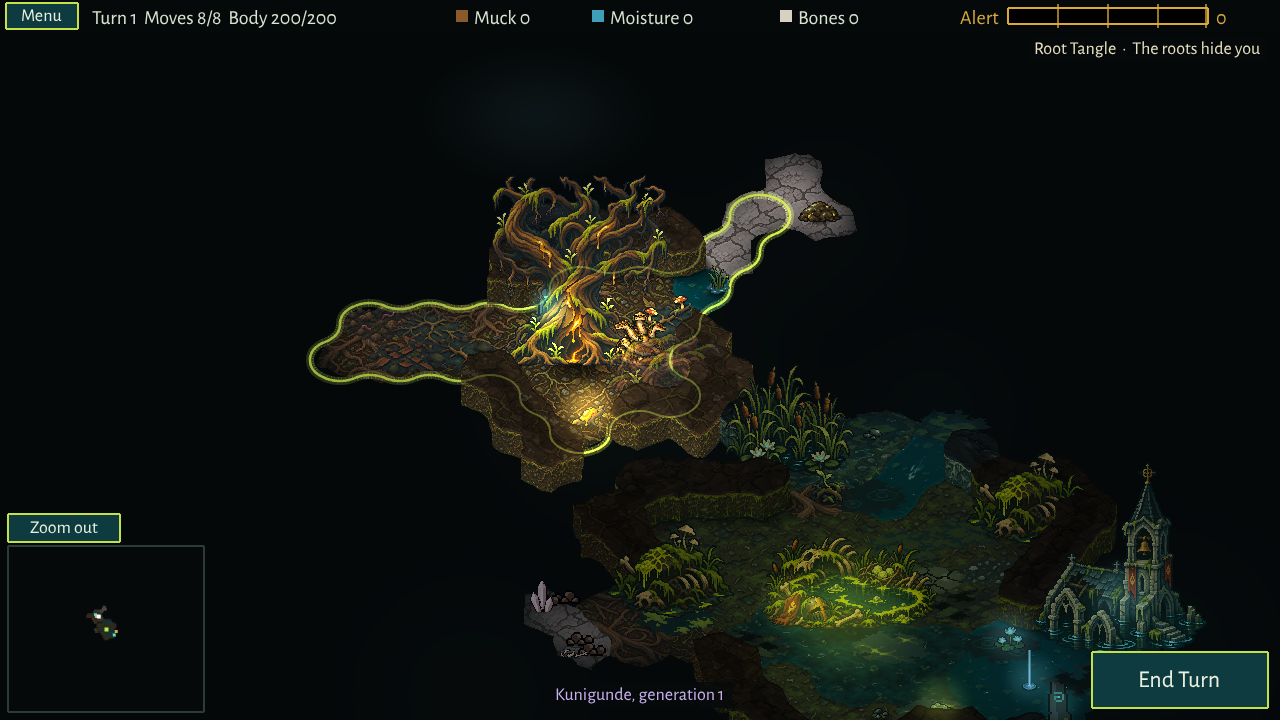 Menu
Turn 1 Moves 8/8 Body 200/200
Muck 0
Moisture 0
Bones 0
Alert 0
Root Tangle · The roots hide you
Zoom out
Kunigunde, generation 1
End Turn